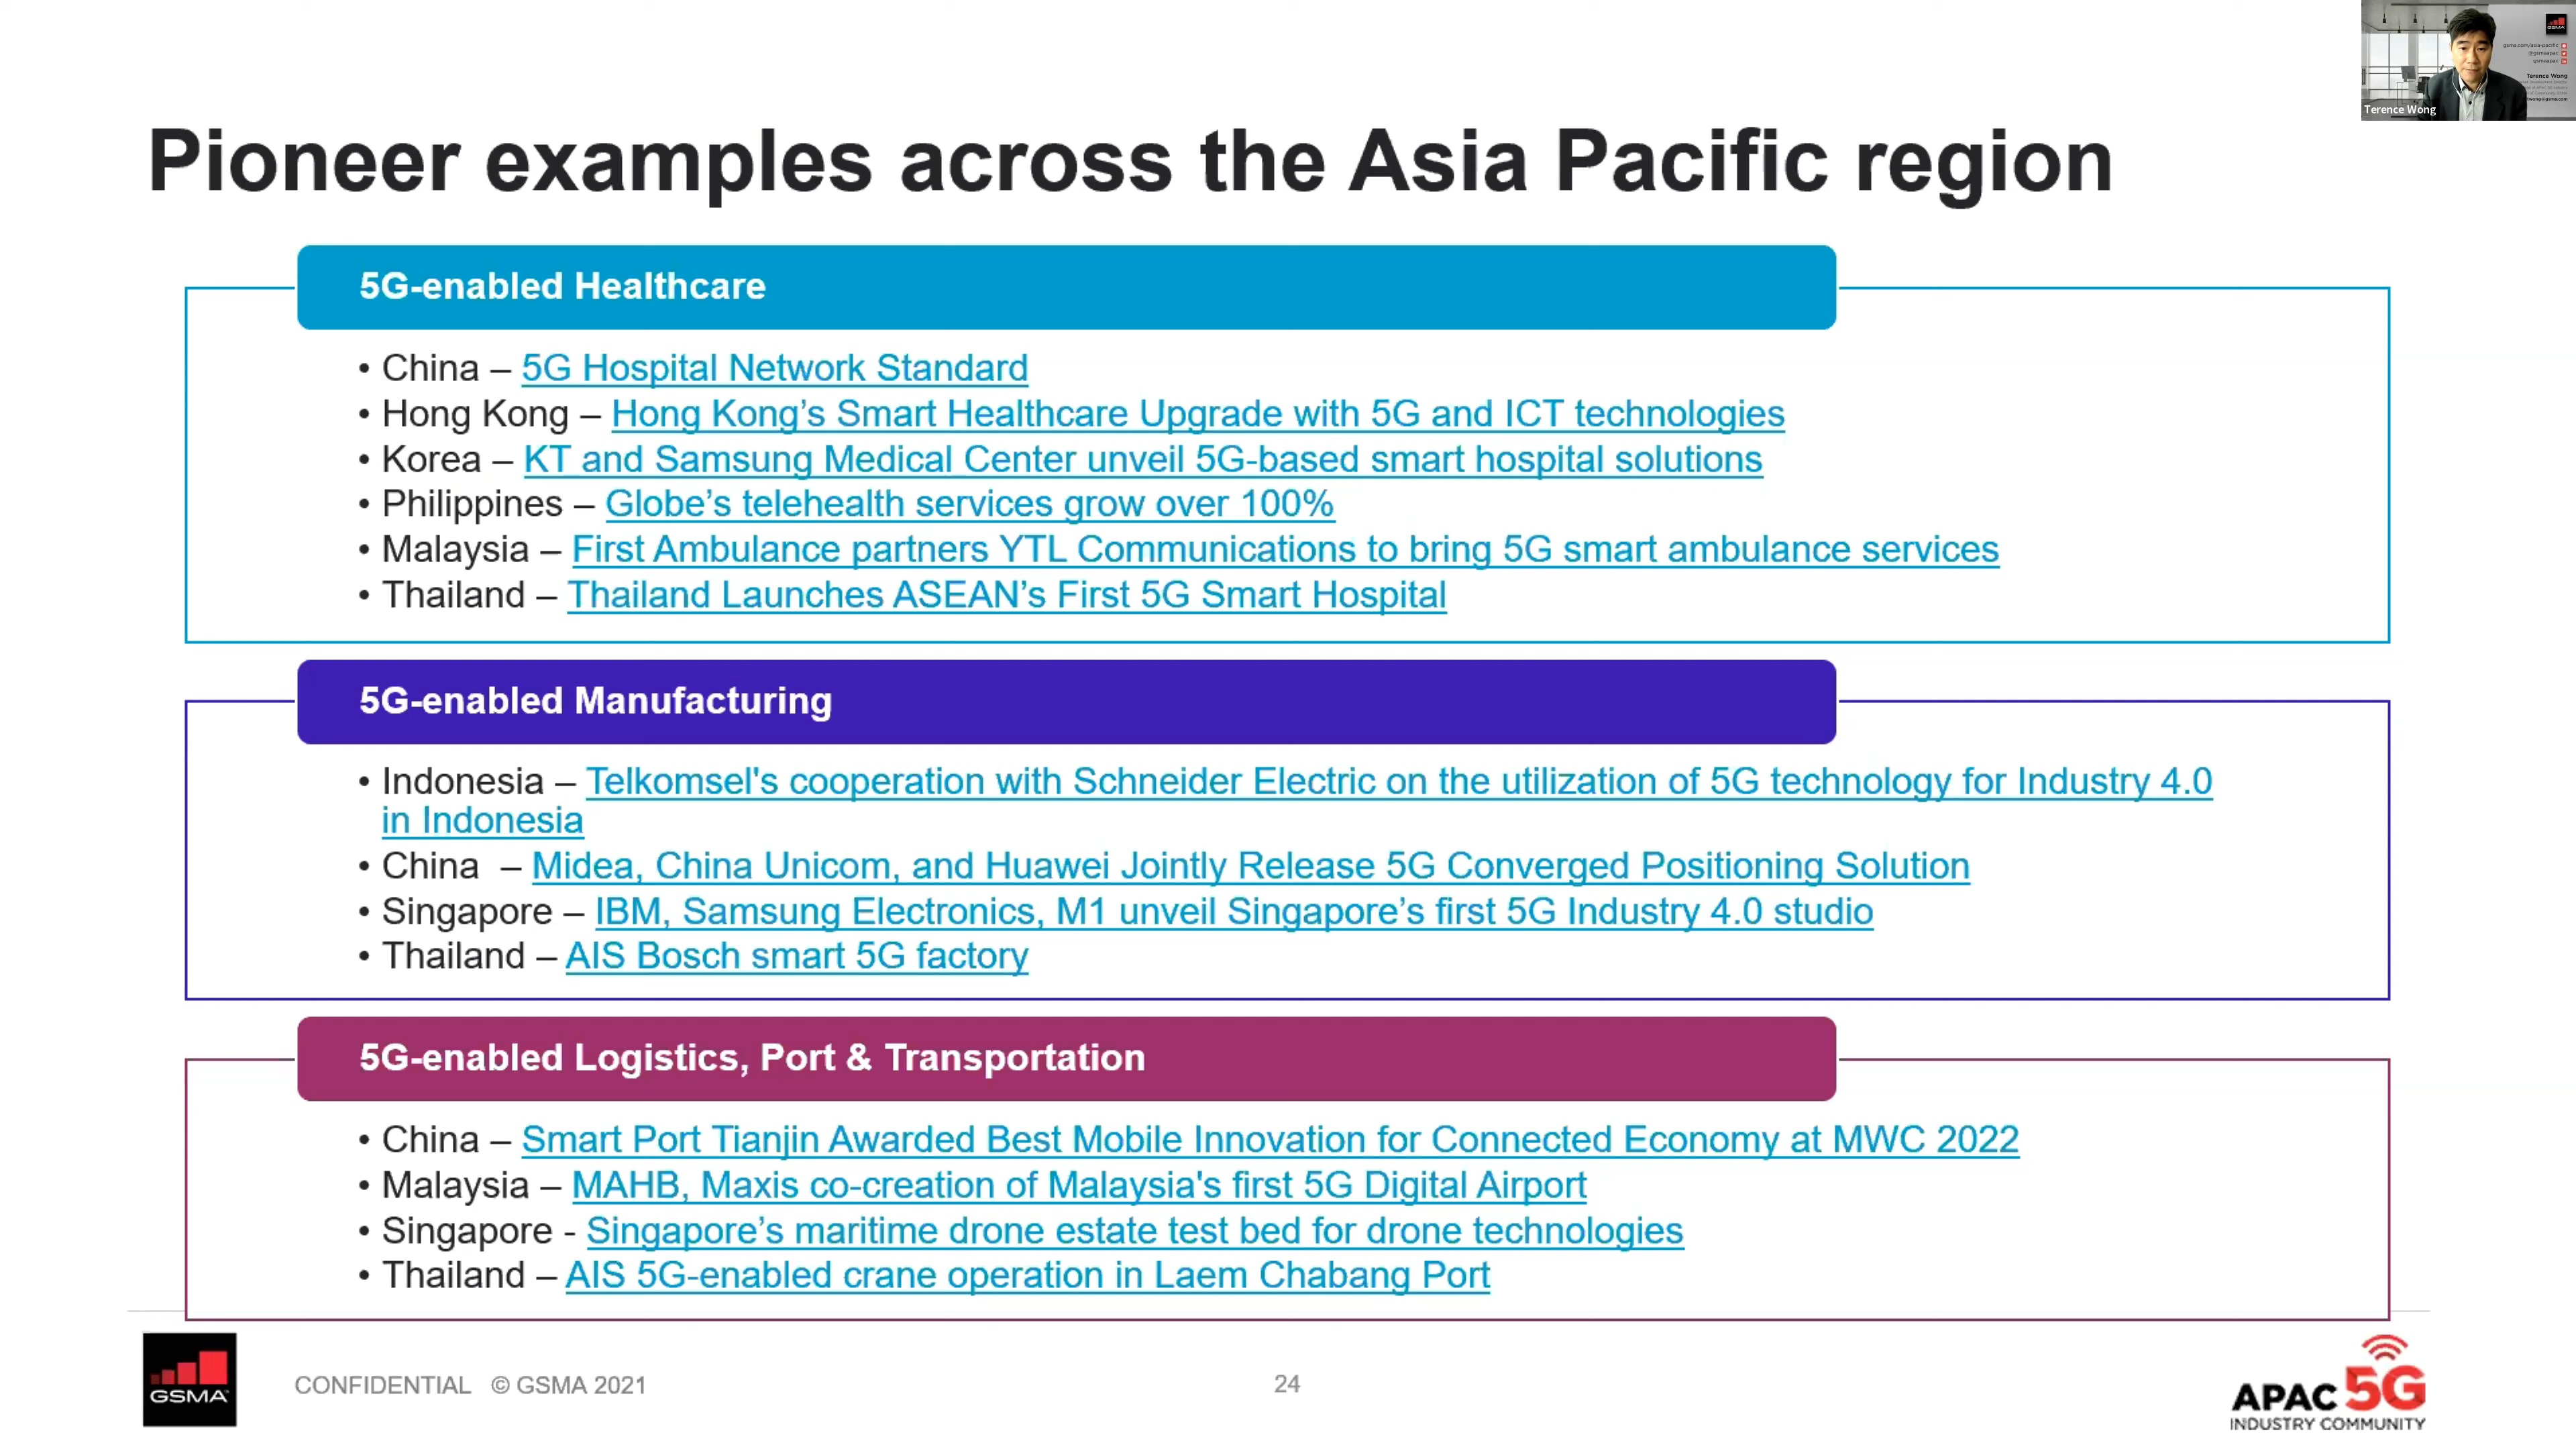 GSMA
gsma.com/asia-pacific
@gsmaapac
gsmaapac
Terence Wong
Terence Wong
Pioneer examples across the Asia Pacific region
5G-enabled Healthcare
• China – 5G Hospital Network Standard
• Hong Kong – Hong Kong’s Smart Healthcare Upgrade with 5G and ICT technologies
• Korea – KT and Samsung Medical Center unveil 5G-based smart hospital solutions
• Philippines – Globe’s telehealth services grow over 100%
• Malaysia – First Ambulance partners YTL Communications to bring 5G smart ambulance services
• Thailand – Thailand Launches ASEAN’s First 5G Smart Hospital
5G-enabled Manufacturing
• Indonesia – Telkomsel's cooperation with Schneider Electric on the utilization of 5G technology for Industry 4.0
in Indonesia
• China – Midea, China Unicom, and Huawei Jointly Release 5G Converged Positioning Solution
• Singapore – IBM, Samsung Electronics, M1 unveil Singapore’s first 5G Industry 4.0 studio
• Thailand – AIS Bosch smart 5G factory
5G-enabled Logistics, Port & Transportation
• China – Smart Port Tianjin Awarded Best Mobile Innovation for Connected Economy at MWC 2022
• Malaysia – MAHB, Maxis co-creation of Malaysia's first 5G Digital Airport
• Singapore - Singapore’s maritime drone estate test bed for drone technologies
• Thailand – AIS 5G-enabled crane operation in Laem Chabang Port
GSMA
CONFIDENTIAL © GSMA 2021
24
APAC 5G
INDUSTRY COMMUNITY